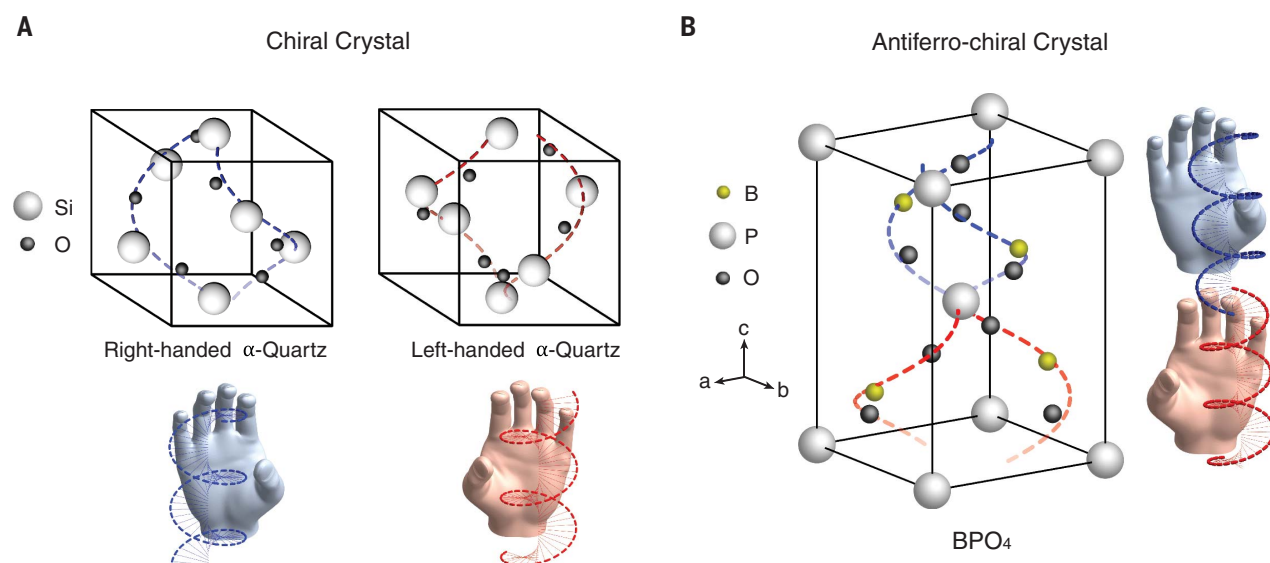 A
Chiral Crystal
Si
O
Right-handed α-Quartz
Left-handed α-Quartz
B
Antiferro-chiral Crystal
B
P
O
c
a
b
BPO₄